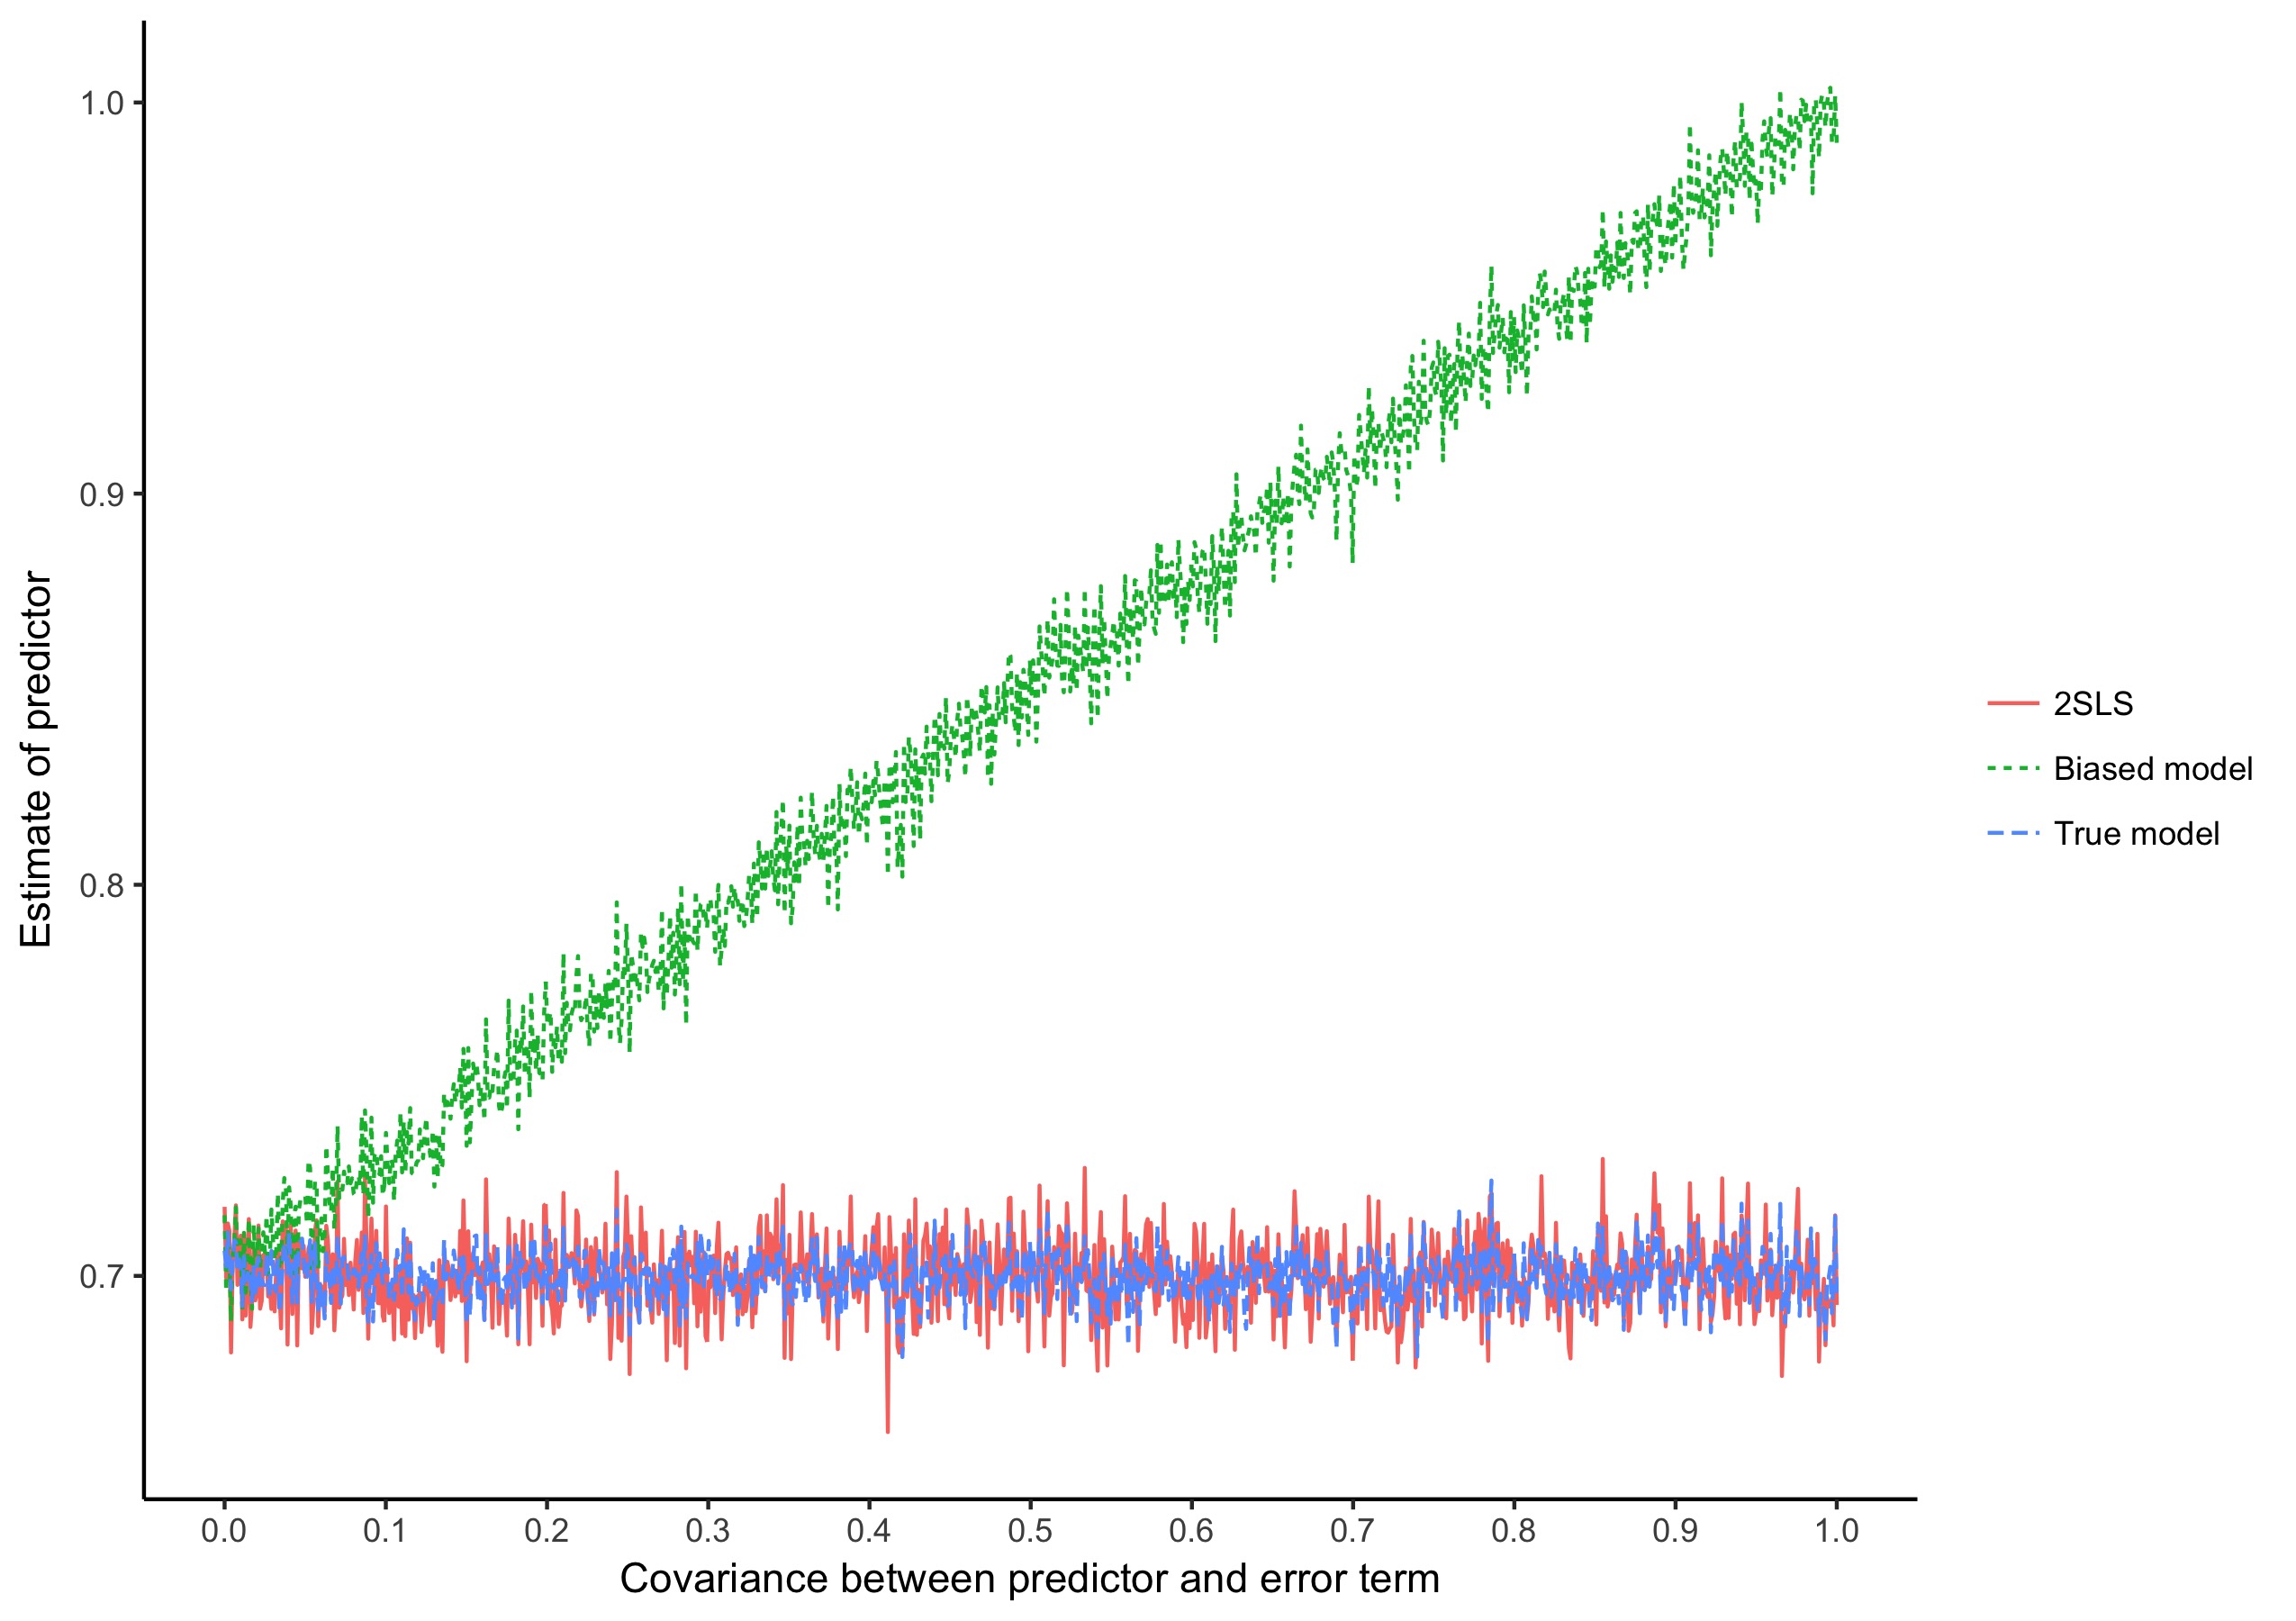 1.0
0.9
0.8
0.7
Estimate of predictor
0.0 0.1 0.2 0.3 0.4 0.5 0.6 0.7 0.8 0.9 1.0
Covariance between predictor and error term
2SLS
Biased model
True model